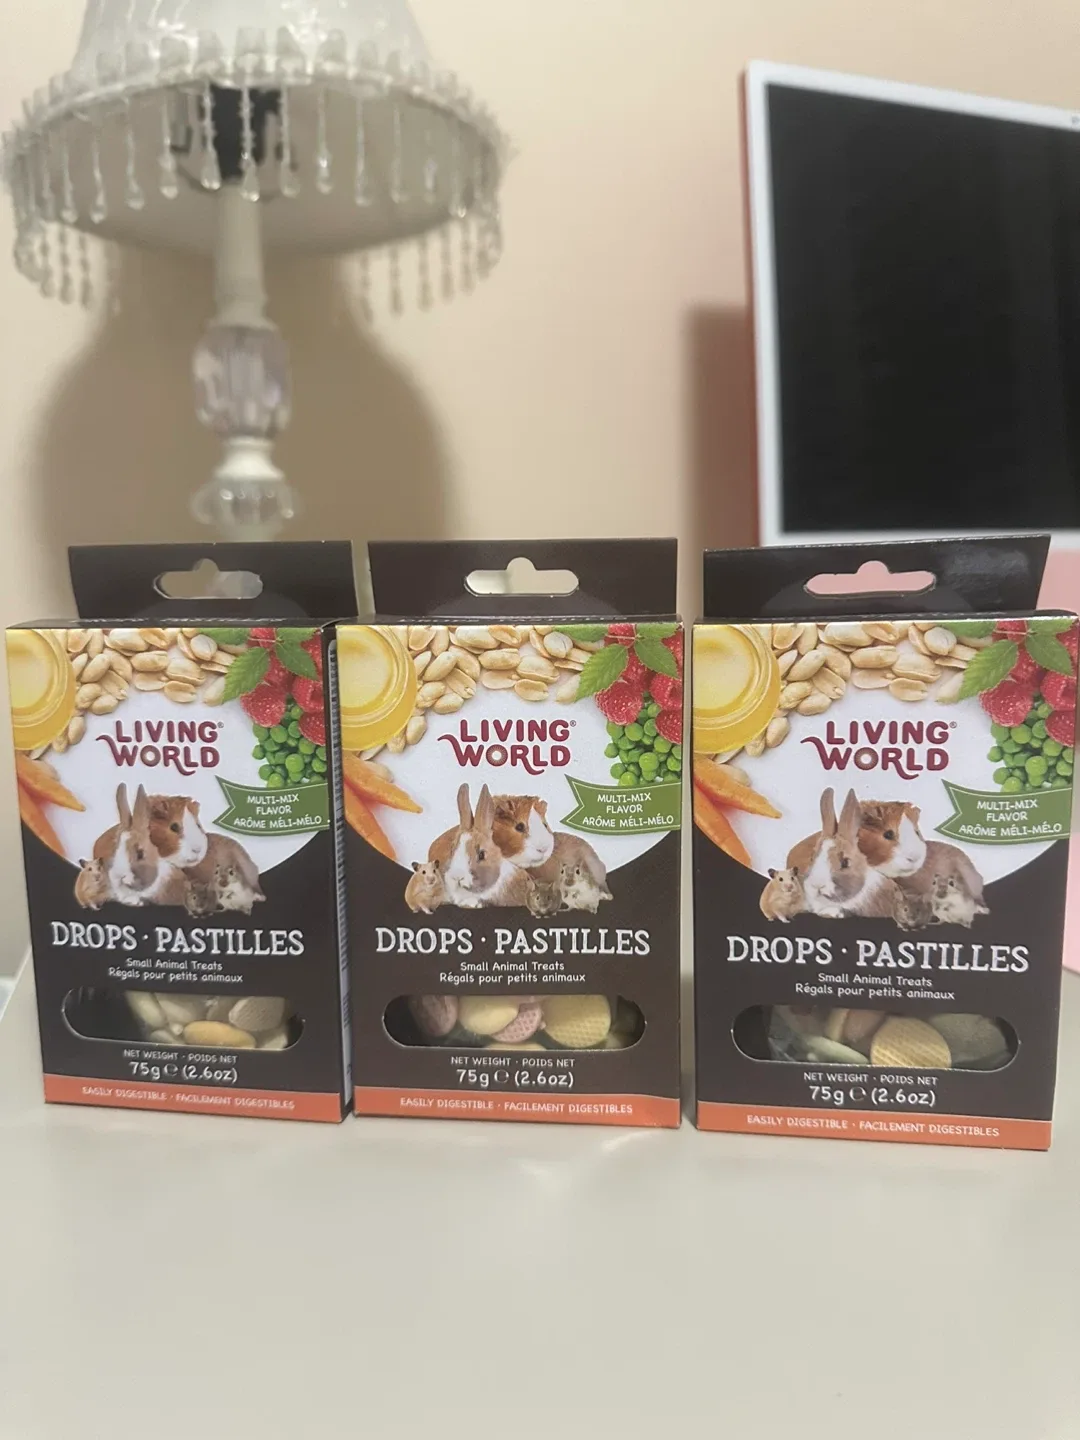 LIVING®
WORLD
MULTI-MIX
FLAVOR
ARÔME MÉLI-MÉLO
DROPS · PASTILLES
Small Animal Treats
Régals pour petits animaux
NET WEIGHT · POIDS NET
75g ℮ (2.6oz)
EASILY DIGESTIBLE · FACILEMENT DIGESTIBLES
LIVING®
WORLD
MULTI-MIX
FLAVOR
ARÔME MÉLI-MÉLO
DROPS · PASTILLES
Small Animal Treats
Régals pour petits animaux
NET WEIGHT · POIDS NET
75g ℮ (2.6oz)
EASILY DIGESTIBLE · FACILEMENT DIGESTIBLES
LIVING®
WORLD
MULTI-MIX
FLAVOR
ARÔME MÉLI-MÉLO
DROPS · PASTILLES
Small Animal Treats
Régals pour petits animaux
NET WEIGHT · POIDS NET
75g ℮ (2.6oz)
EASILY DIGESTIBLE · FACILEMENT DIGESTIBLES